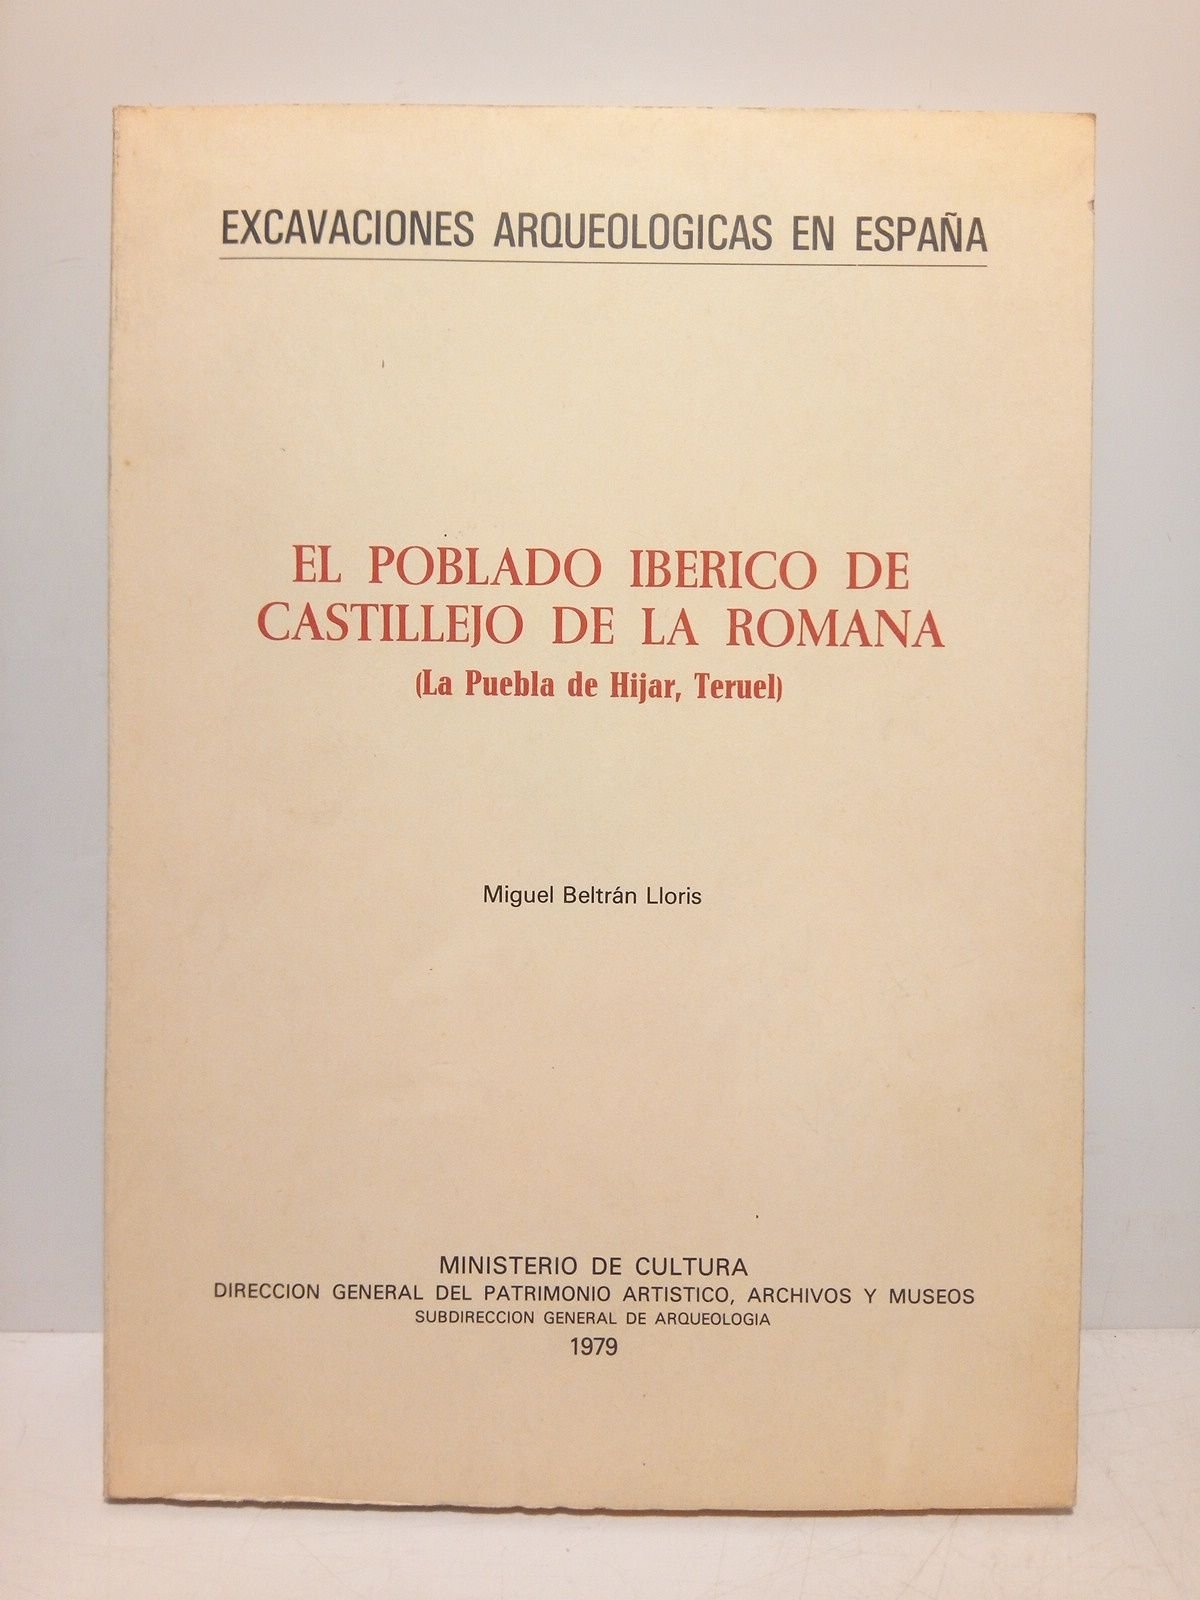 EXCAVACIONES ARQUEOLOGICAS EN ESPAÑA
EL POBLADO IBERICO DE
CASTILLEJO DE LA ROMANA
(La Puebla de Hijar, Teruel)
Miguel Beltrán Lloris
MINISTERIO DE CULTURA
DIRECCION GENERAL DEL PATRIMONIO ARTISTICO, ARCHIVOS Y MUSEOS
SUBDIRECCION GENERAL DE ARQUEOLOGIA
1979